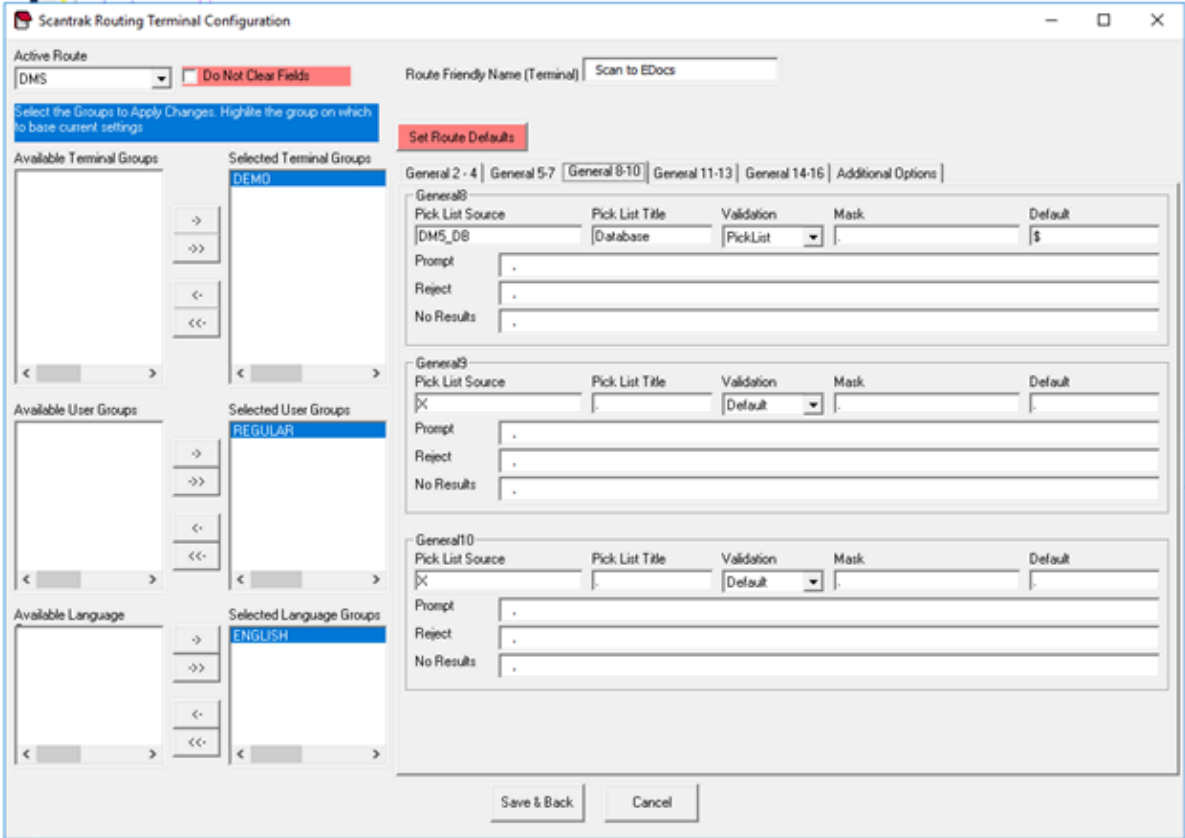 Scantrak Routing Terminal Configuration
Active Route
DMS
Do Not Clear Fields
Route Friendly Name (Terminal) Scan to EDocs
Select the Groups to Apply Changes. Highlite the group on which
to base current settings
Set Route Defaults
Available Terminal Groups
Selected Terminal Groups
DEMO
->
->>
<-
<<-
Available User Groups
Selected User Groups
REGULAR
->
->>
<-
<<-
Available Language
Selected Language Groups
ENGLISH
->
->>
<-
<<-
General 2 - 4 General 5-7 General 8-10 General 11-13 General 14-16 Additional Options
General8
Pick List Source Pick List Title Validation Mask Default
DM5_DB Database PickList . $
Prompt ,
Reject ,
No Results ,
General9
Pick List Source Pick List Title Validation Mask Default
X . Default . .
Prompt ,
Reject ,
No Results ,
General10
Pick List Source Pick List Title Validation Mask Default
X . Default . .
Prompt ,
Reject ,
No Results ,
Save & Back Cancel